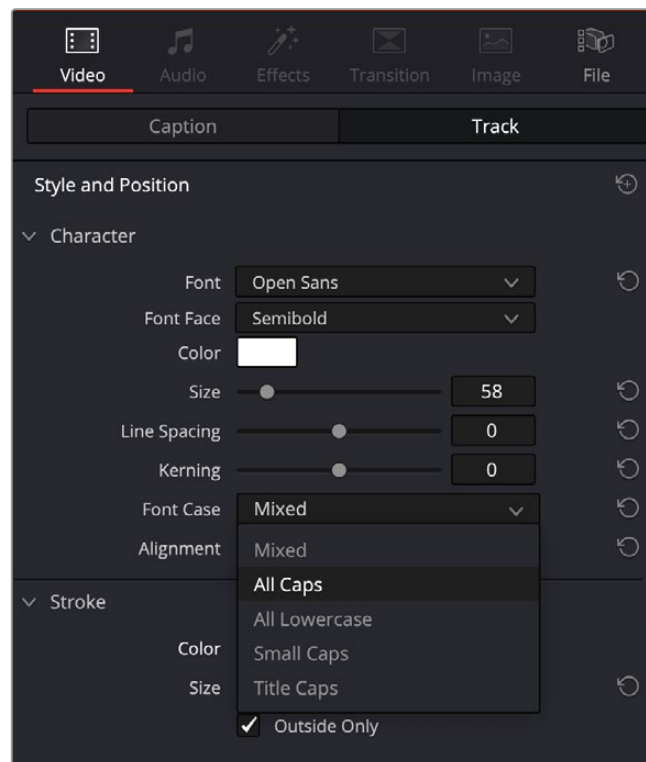 Video Audio Effects Transition Image File
Caption Track
Style and Position
Character
Font Open Sans
Font Face Semibold
Color
Size 58
Line Spacing 0
Kerning 0
Font Case Mixed
Alignment Mixed
All Caps
Stroke All Lowercase
Color Small Caps
Size Title Caps
Outside Only